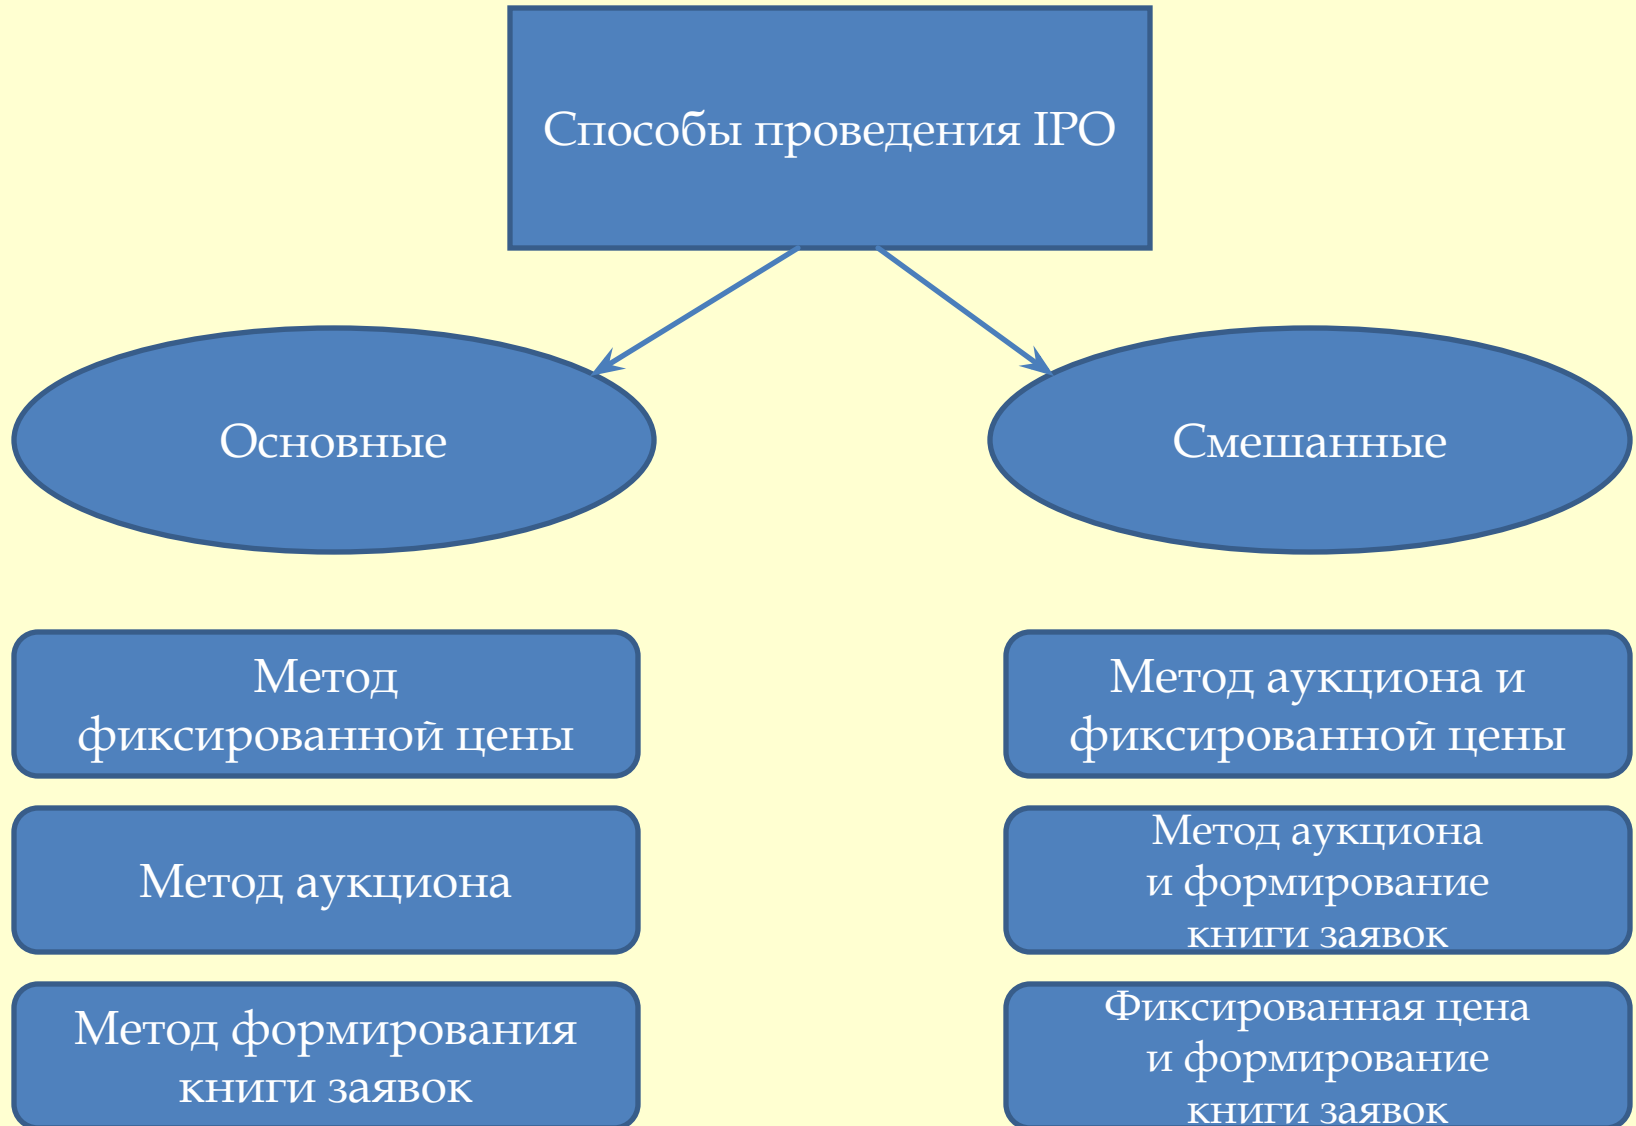 Способы проведения IPO
Основные
Смешанные
Метод
фиксированной цены
Метод аукциона
Метод формирования
книги заявок
Метод аукциона и
фиксированной цены
Метод аукциона
и формирование
книги заявок
Фиксированная цена
и формирование
книги заявок